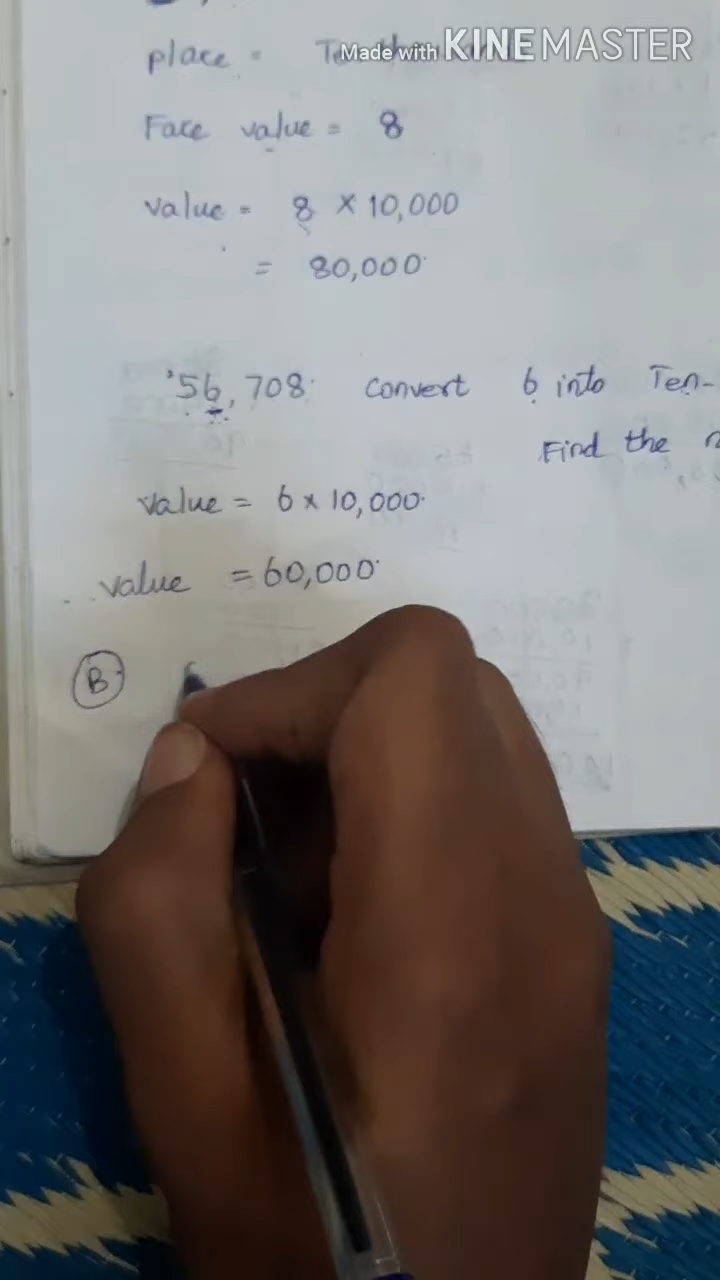 Made with KINEMASTER
place =
Face value = 8
value = 8 × 10,000
= 80,000
56,708 convert 6 into Ten-
Find the
value = 6 × 10,000
value = 60,000
B